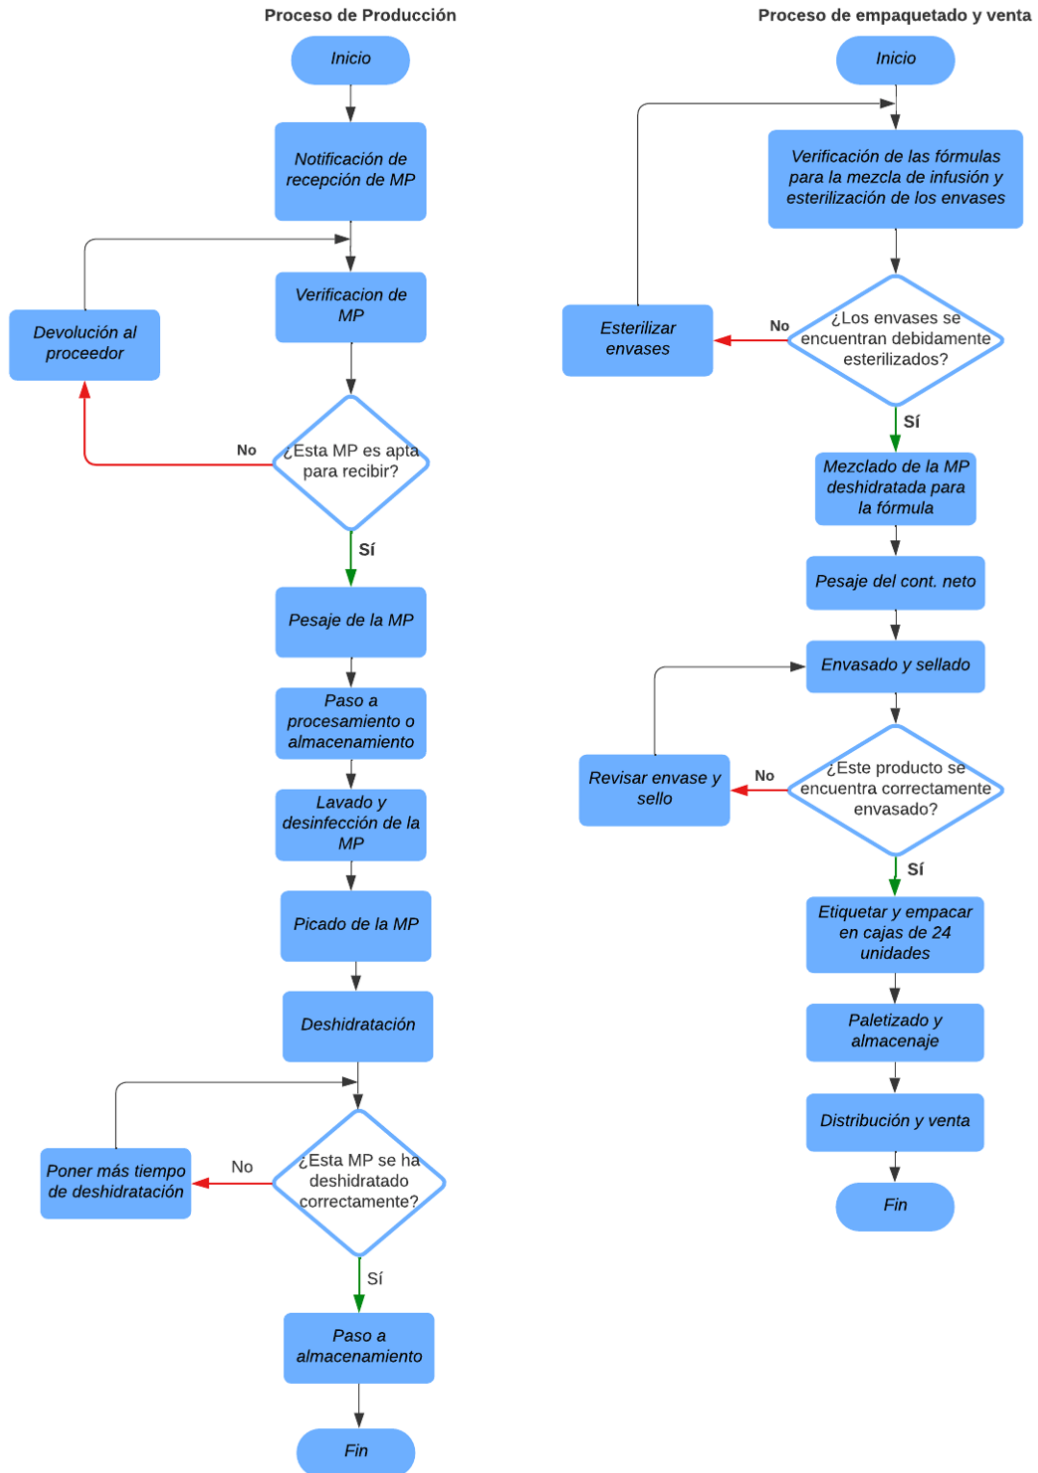 Proceso de Producción
Inicio
Notificación de
recepción de MP
Verificacion de
MP
Devolución al
proceedor
¿Esta MP es apta
para recibir?
No
Sí
Pesaje de la MP
Paso a
procesamiento o
almacenamiento
Lavado y
desinfección de la
MP
Picado de la MP
Deshidratación
¿Esta MP se ha
deshidratado
correctamente?
No
Poner más tiempo
de deshidratación
Sí
Paso a
almacenamiento
Fin
Proceso de empaquetado y venta
Inicio
Verificación de las fórmulas
para la mezcla de infusión y
esterilización de los envases
¿Los envases se
encuentran debidamente
esterilizados?
No
Esterilizar
envases
Sí
Mezclado de la MP
deshidratada para
la fórmula
Pesaje del cont. neto
Envasado y sellado
¿Este producto se
encuentra correctamente
envasado?
No
Revisar envase y
sello
Sí
Etiquetar y empacar
en cajas de 24
unidades
Paletizado y
almacenaje
Distribución y venta
Fin